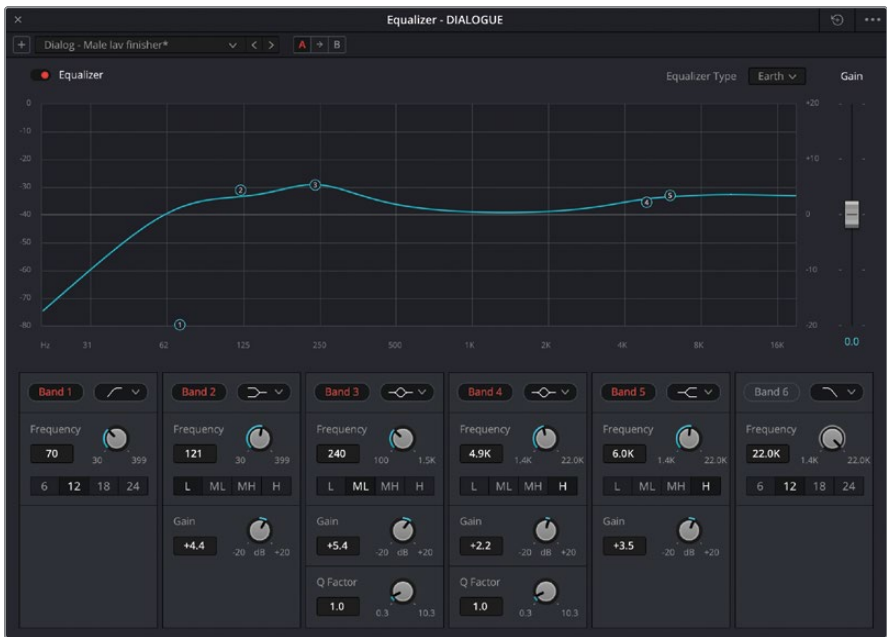 Equalizer - DIALOGUE
Dialog - Male lav finisher*
A B
Equalizer
Equalizer Type Earth Gain
0 +20
-10
-20 +10
-30
-40 0
-50
-60 -10
-70
-80 -20
1 2 3 4 5
Hz 31 62 125 250 500 1K 2K 4K 8K 16K 0.0
Band 1 Band 2 Band 3 Band 4 Band 5 Band 6
Frequency Frequency Frequency Frequency Frequency Frequency
70 30 399 121 30 399 240 100 1.5K 4.9K 1.4K 22.0K 6.0K 1.4K 22.0K 22.0K 1.4K 22.0K
6 12 18 24 L ML MH H L ML MH H L ML MH H L ML MH H 6 12 18 24
Gain Gain Gain Gain
+4.4 -20 dB +20 +5.4 -20 dB +20 +2.2 -20 dB +20 +3.5 -20 dB +20
Q Factor Q Factor
1.0 0.3 10.3 1.0 0.3 10.3